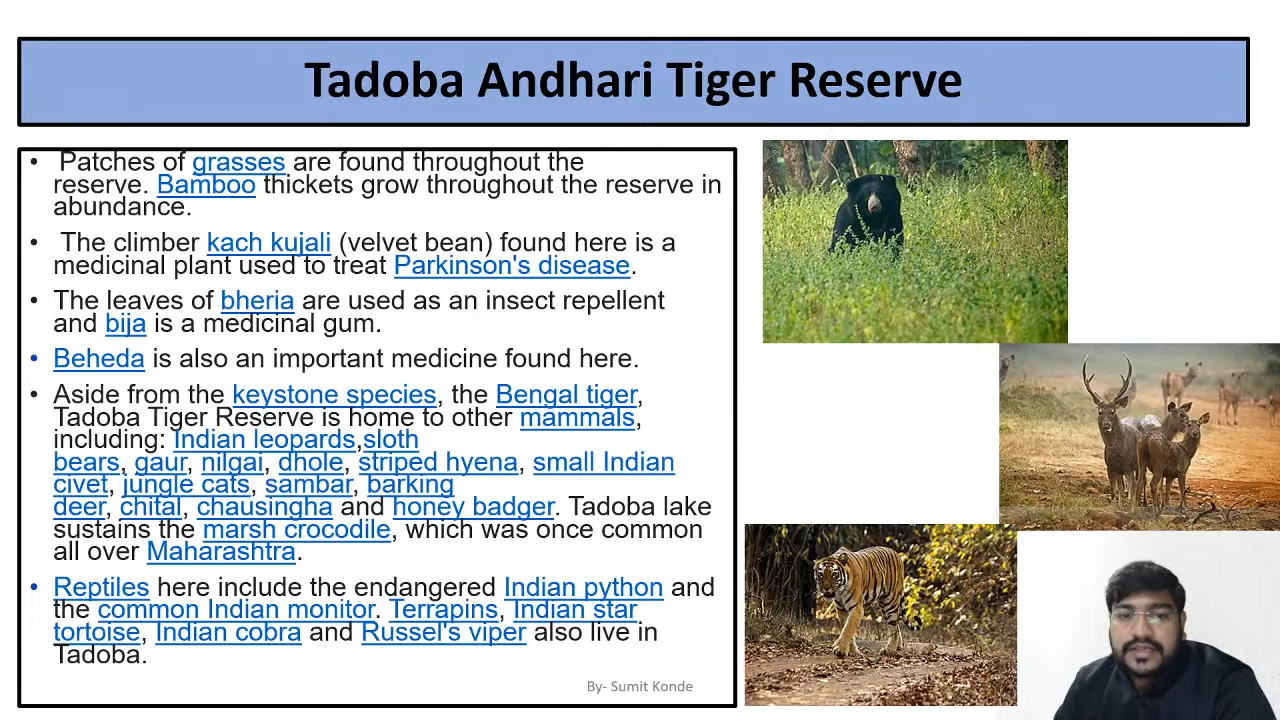 Tadoba Andhari Tiger Reserve
• Patches of grasses are found throughout the
reserve. Bamboo thickets grow throughout the reserve in
abundance.
• The climber kach kujali (velvet bean) found here is a
medicinal plant used to treat Parkinson's disease.
• The leaves of bheria are used as an insect repellent
and bija is a medicinal gum.
• Beheda is also an important medicine found here.
• Aside from the keystone species, the Bengal tiger,
Tadoba Tiger Reserve is home to other mammals,
including: Indian leopards,sloth
bears, gaur, nilgai, dhole, striped hyena, small Indian
civet, jungle cats, sambar, barking
deer, chital, chausingha and honey badger. Tadoba lake
sustains the marsh crocodile, which was once common
all over Maharashtra.
• Reptiles here include the endangered Indian python and
the common Indian monitor. Terrapins, Indian star
tortoise, Indian cobra and Russel's viper also live in
Tadoba.
By- Sumit Konde